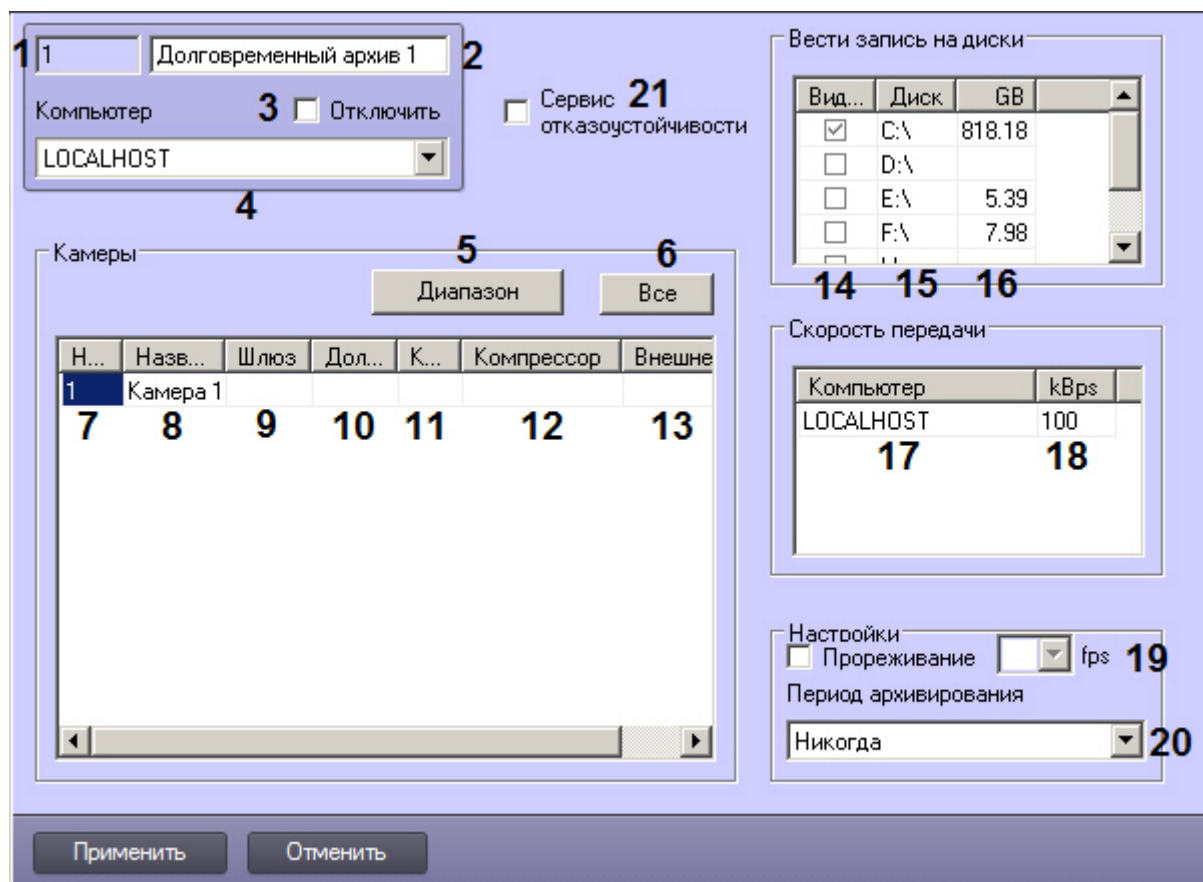 1 1 Долговременный архив 1 2
Компьютер 3 Отключить
LOCALHOST
4
Сервис 21
отказоустойчивости
Камеры
5 6
Диапазон Все
Н... Назв... Шлюз Дол... К... Компрессор Внешне
1 Камера 1
7 8 9 10 11 12 13
Вести запись на диски
Вид... Диск GB
C:\ 818.18
D:\
E:\ 5.39
F:\ 7.98
14 15 16
Скорость передачи
Компьютер kBps
LOCALHOST 100
17 18
Настройки
Прореживание fps 19
Период архивирования
Никогда 20
Применить Отменить